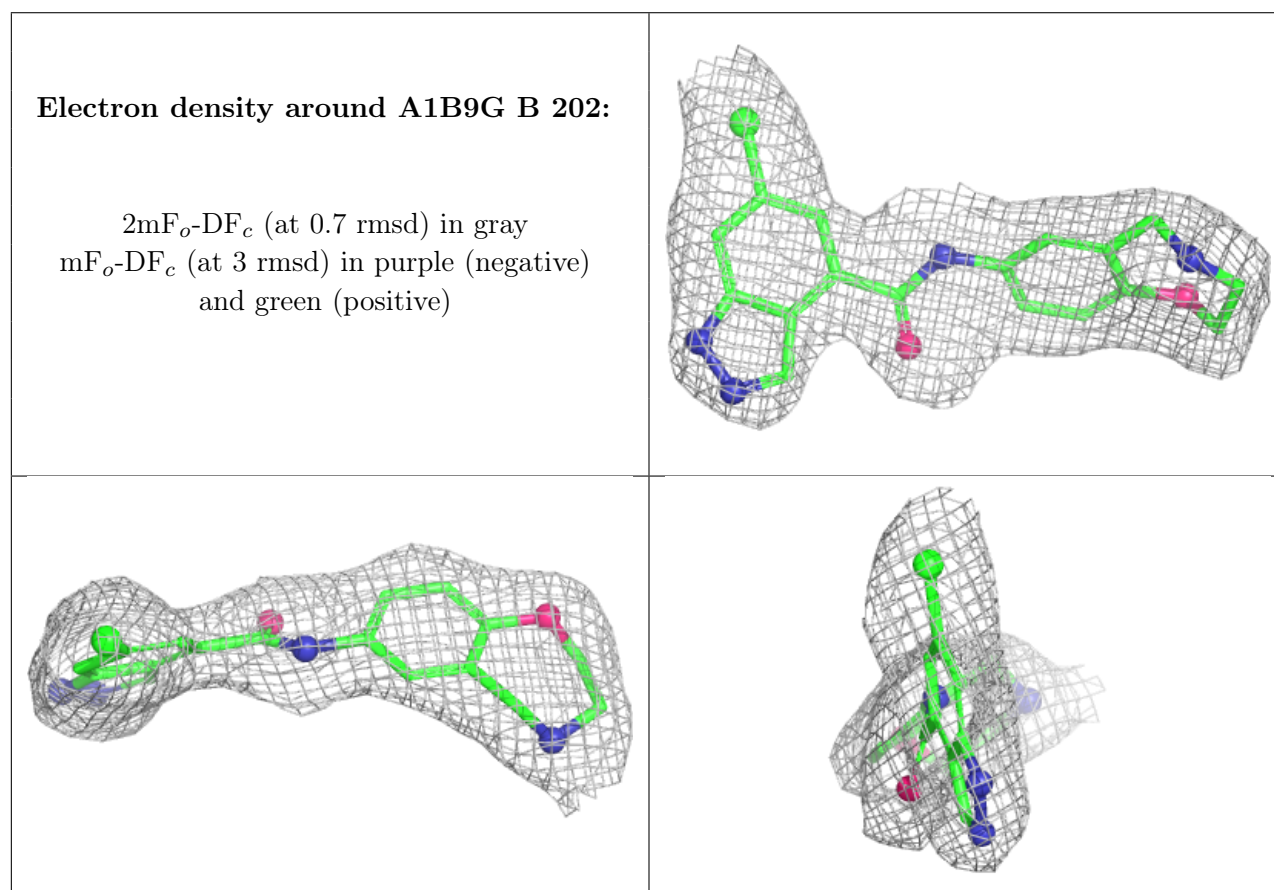 Electron density around A1B9G B 202:
2mFo-DFc (at 0.7 rmsd) in gray
mFo-DFc (at 3 rmsd) in purple (negative)
and green (positive)